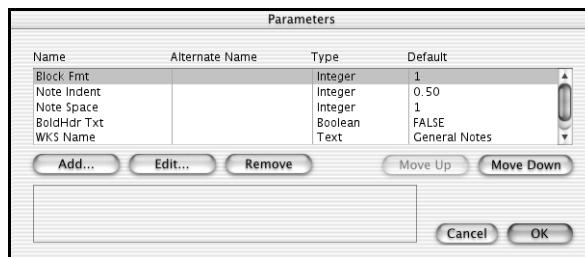 Parameters
Name Alternate Name Type Default
Block Fmt Integer 1
Note Indent Integer 0.50
Note Space Integer 1
BoldHdr Txt Boolean FALSE
WKS Name Text General Notes
Add... Edit... Remove Move Up Move Down
Cancel OK